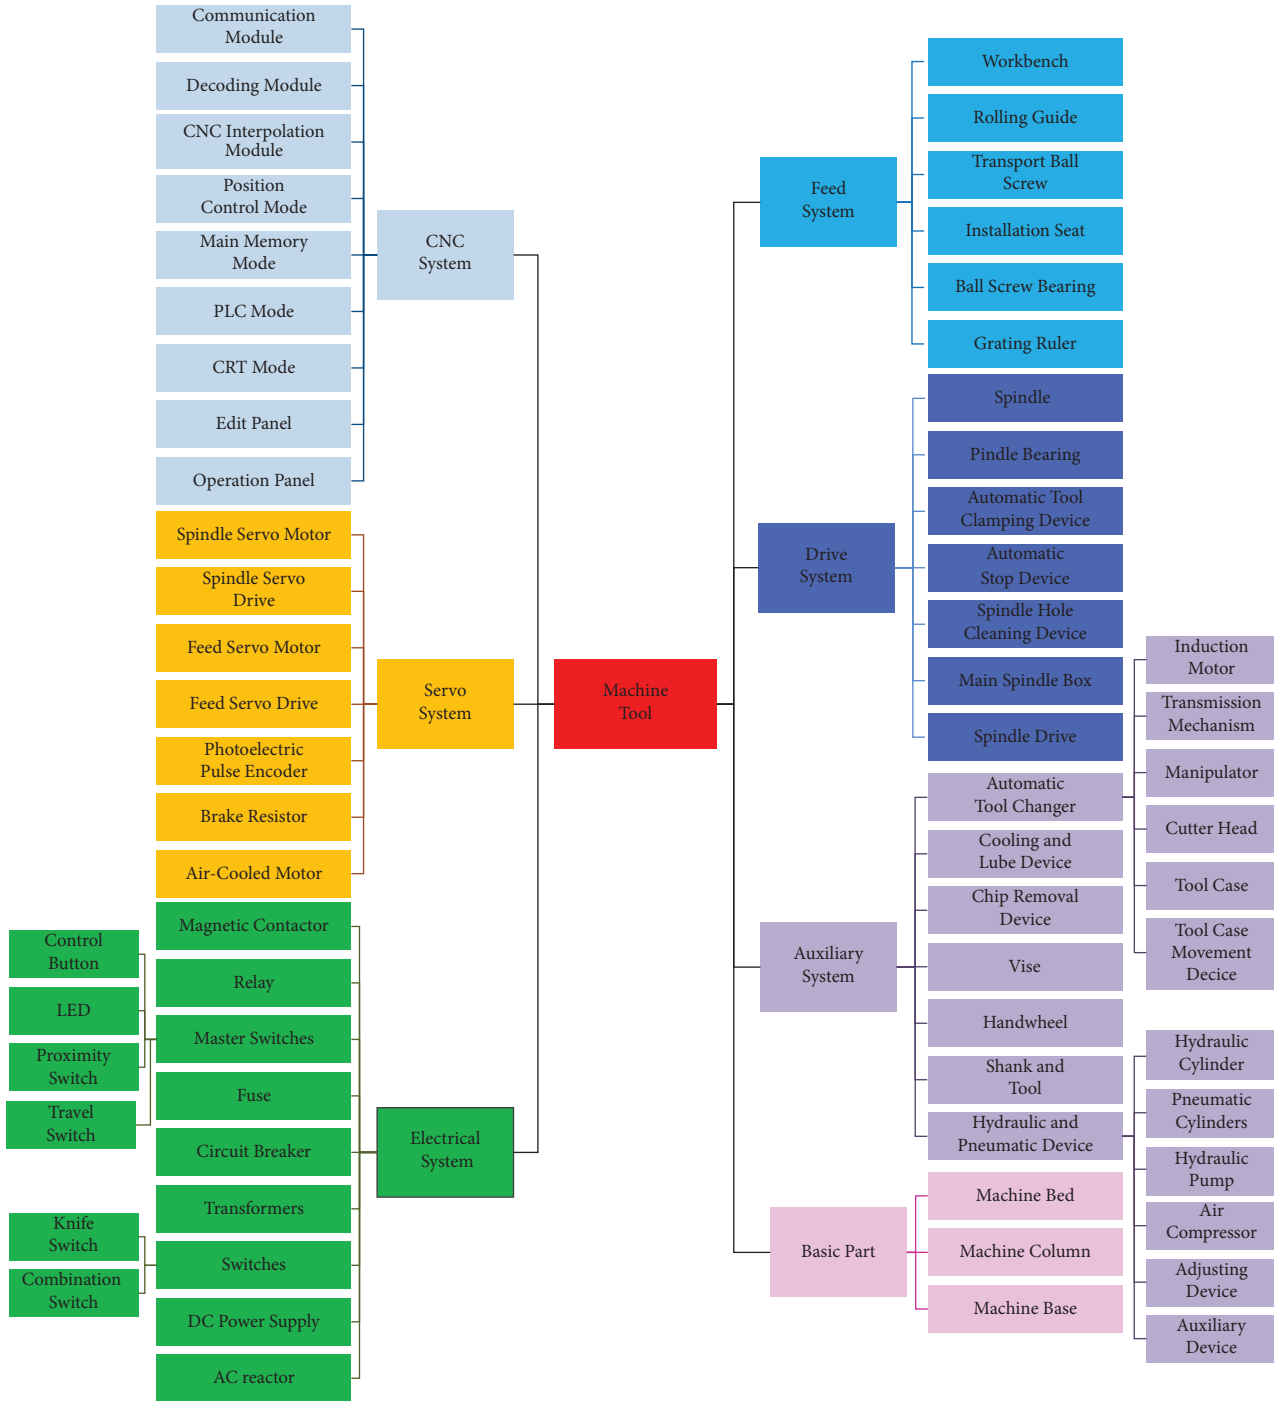 Communication
Module
Decoding Module
CNC Interpolation
Module
Position
Control Mode
Main Memory
Mode
PLC Mode
CRT Mode
Edit Panel
Operation Panel
CNC
System
Spindle Servo Motor
Spindle Servo
Drive
Feed Servo Motor
Feed Servo Drive
Photoelectric
Pulse Encoder
Brake Resistor
Air-Cooled Motor
Servo
System
Magnetic Contactor
Relay
Master Switches
Fuse
Circuit Breaker
Transformers
Switches
DC Power Supply
AC reactor
Control
Button
LED
Proximity
Switch
Travel
Switch
Knife
Switch
Combination
Switch
Electrical
System
Machine
Tool
Feed
System
Workbench
Rolling Guide
Transport Ball
Screw
Installation Seat
Ball Screw Bearing
Grating Ruler
Drive
System
Spindle
Pindle Bearing
Automatic Tool
Clamping Device
Automatic
Stop Device
Spindle Hole
Cleaning Device
Main Spindle Box
Spindle Drive
Auxiliary
System
Automatic
Tool Changer
Cooling and
Lube Device
Chip Removal
Device
Vise
Handwheel
Shank and
Tool
Hydraulic and
Pneumatic Device
Induction
Motor
Transmission
Mechanism
Manipulator
Cutter Head
Tool Case
Tool Case
Movement
Decice
Hydraulic
Cylinder
Pneumatic
Cylinders
Hydraulic
Pump
Air
Compressor
Adjusting
Device
Auxiliary
Device
Basic Part
Machine Bed
Machine Column
Machine Base